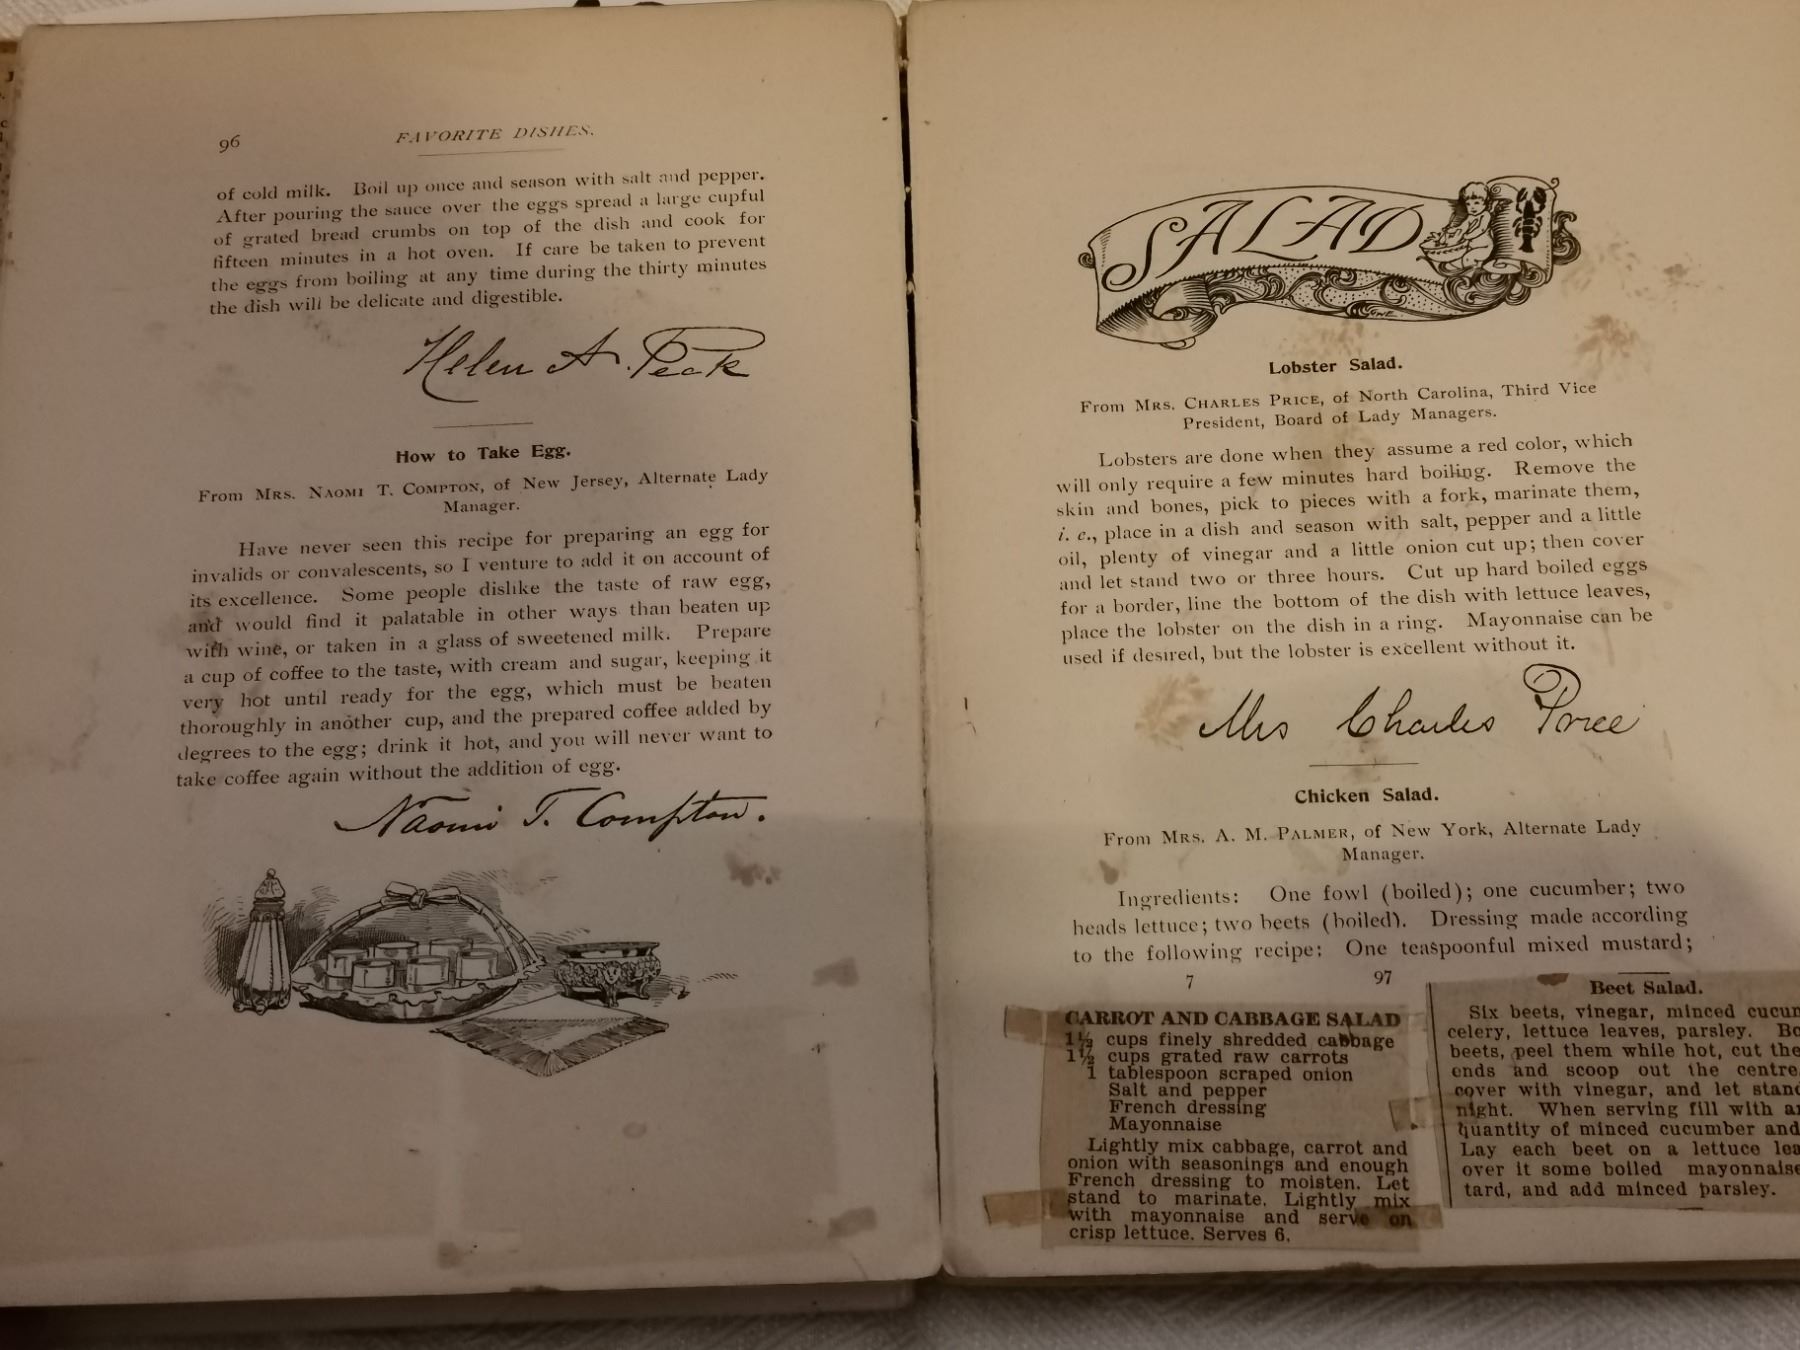 96
FAVORITE DISHES.
of cold milk. Boil up once and season with salt and pepper.
After pouring the sauce over the eggs spread a large cupful
of grated bread crumbs on top of the dish and cook for
fifteen minutes in a hot oven. If care be taken to prevent
the eggs from boiling at any time during the thirty minutes
the dish will be delicate and digestible.
Helen A. Peck
How to Take Egg.
From MRS. NAOMI T. COMPTON, of New Jersey, Alternate Lady
Manager.
Have never seen this recipe for preparing an egg for
invalids or convalescents, so I venture to add it on account of
its excellence. Some people dislike the taste of raw egg,
and would find it palatable in other ways than beaten up
with wine, or taken in a glass of sweetened milk. Prepare
a cup of coffee to the taste, with cream and sugar, keeping it
very hot until ready for the egg, which must be beaten
thoroughly in another cup, and the prepared coffee added by
degrees to the egg; drink it hot, and you will never want to
take coffee again without the addition of egg.
Naomi T. Compton.
SALAD
Lobster Salad.
From MRS. CHARLES PRICE, of North Carolina, Third Vice
President, Board of Lady Managers.
Lobsters are done when they assume a red color, which
will only require a few minutes hard boiling. Remove the
skin and bones, pick to pieces with a fork, marinate them,
i. e., place in a dish and season with salt, pepper and a little
oil, plenty of vinegar and a little onion cut up; then cover
and let stand two or three hours. Cut up hard boiled eggs
for a border, line the bottom of the dish with lettuce leaves,
place the lobster on the dish in a ring. Mayonnaise can be
used if desired, but the lobster is excellent without it.
Mrs Charles Price
Chicken Salad.
From MRS. A. M. PALMER, of New York, Alternate Lady
Manager.
Ingredients: One fowl (boiled); one cucumber; two
heads lettuce; two beets (boiled). Dressing made according
to the following recipe: One teaspoonful mixed mustard;
7 97
CARROT AND CABBAGE SALAD
1½ cups finely shredded cabbage
1½ cups grated raw carrots
1 tablespoon scraped onion
Salt and pepper
French dressing
Mayonnaise
Lightly mix cabbage, carrot and
onion with seasonings and enough
French dressing to moisten. Let
stand to marinate. Lightly mix
with mayonnaise and serve on
crisp lettuce. Serves 6.
Beet Salad.
Six beets, vinegar, minced cucum
celery, lettuce leaves, parsley. Bo
beets, peel them while hot, cut the
ends and scoop out the centre
cover with vinegar, and let stand
night. When serving fill with a
quantity of minced cucumber and
Lay each beet on a lettuce lea
over it some boiled mayonnaise
tard, and add minced parsley.